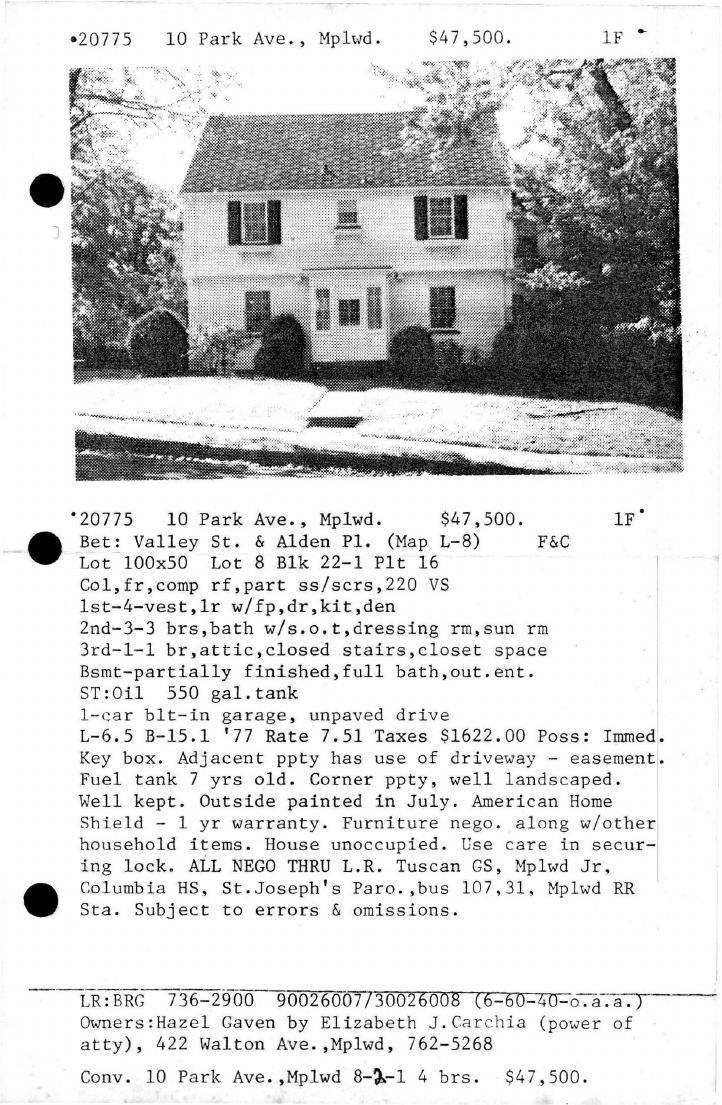 •20775 10 Park Ave., Mplwd. $47,500. 1F
•20775 10 Park Ave., Mplwd. $47,500. 1F
Bet: Valley St. & Alden Pl. (Map L-8) F&C
Lot 100x50 Lot 8 Blk 22-1 Plt 16
Col,fr,comp rf,part ss/scrs,220 VS
1st-4-vest,lr w/fp,dr,kit,den
2nd-3-3 brs,bath w/s.o.t,dressing rm,sun rm
3rd-1-1 br,attic,closed stairs,closet space
Bsmt-partially finished,full bath,out.ent.
ST:Oil 550 gal.tank
1-car blt-in garage, unpaved drive
L-6.5 B-15.1 '77 Rate 7.51 Taxes $1622.00 Poss: Immed.
Key box. Adjacent ppty has use of driveway - easement.
Fuel tank 7 yrs old. Corner ppty, well landscaped.
Well kept. Outside painted in July. American Home
Shield - 1 yr warranty. Furniture nego. along w/other
household items. House unoccupied. Use care in secur-
ing lock. ALL NEGO THRU L.R. Tuscan GS, Mplwd Jr,
Columbia HS, St.Joseph's Paro.,bus 107,31, Mplwd RR
Sta. Subject to errors & omissions.
LR:BRG 736-2900 90026007/30026008 (6-60-40-o.a.a.)
Owners:Hazel Gaven by Elizabeth J.Carchia (power of
atty), 422 Walton Ave.,Mplwd, 762-5268
Conv. 10 Park Ave.,Mplwd 8-2-1 4 brs. $47,500.